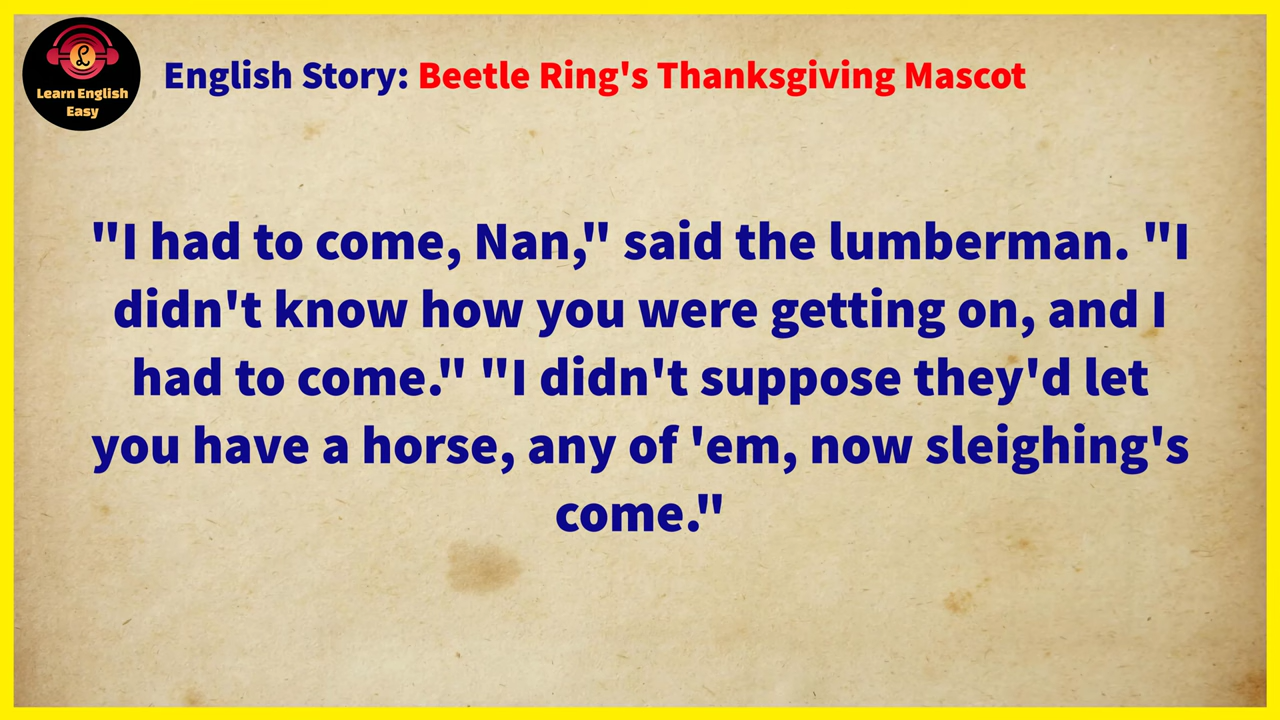 Learn English
Easy
English Story: Beetle Ring's Thanksgiving Mascot
"I had to come, Nan," said the lumberman. "I
didn't know how you were getting on, and I
had to come." "I didn't suppose they'd let
you have a horse, any of 'em, now sleighing's
come."